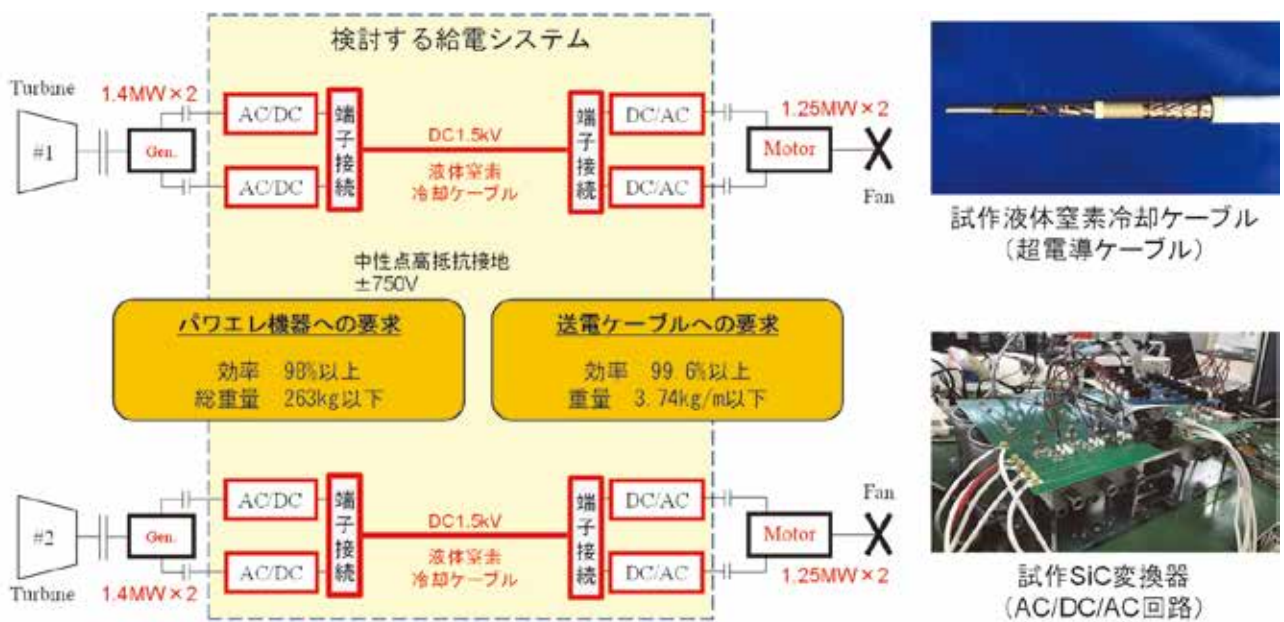 検討する給電システム
Turbine
1.4MW×2
#1
Gen.
AC/DC
AC/DC
端子接続
DC1.5kV
液体窒素
冷却ケーブル
端子接続
DC/AC
DC/AC
1.25MW×2
Motor
Fan
試作液体窒素冷却ケーブル
（超電導ケーブル）
中性点高抵抗接地
±750V
パワエレ機器への要求
効率 98%以上
総重量 263kg以下
送電ケーブルへの要求
効率 99.6%以上
重量 3.74kg/m以下
#2
Turbine
1.4MW×2
Gen.
AC/DC
AC/DC
端子接続
DC1.5kV
液体窒素
冷却ケーブル
端子接続
DC/AC
DC/AC
1.25MW×2
Motor
Fan
試作SiC変換器
（AC/DC/AC回路）